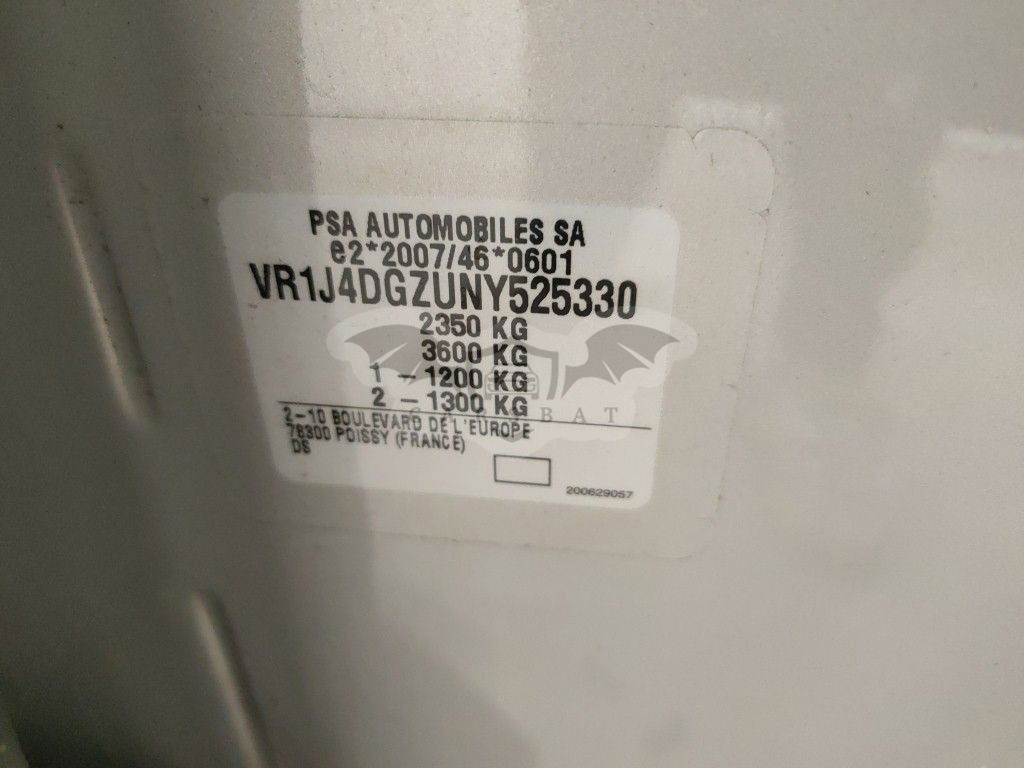 PSA AUTOMOBILES SA
e2*2007/46*0601
VR1J4DGZUNY525330
2350 KG
3600 KG
1 - 1200 KG
2 - 1300 KG
2-10 BOULEVARD DE L'EUROPE
78300 POISSY (FRANCE)
DS
200629057